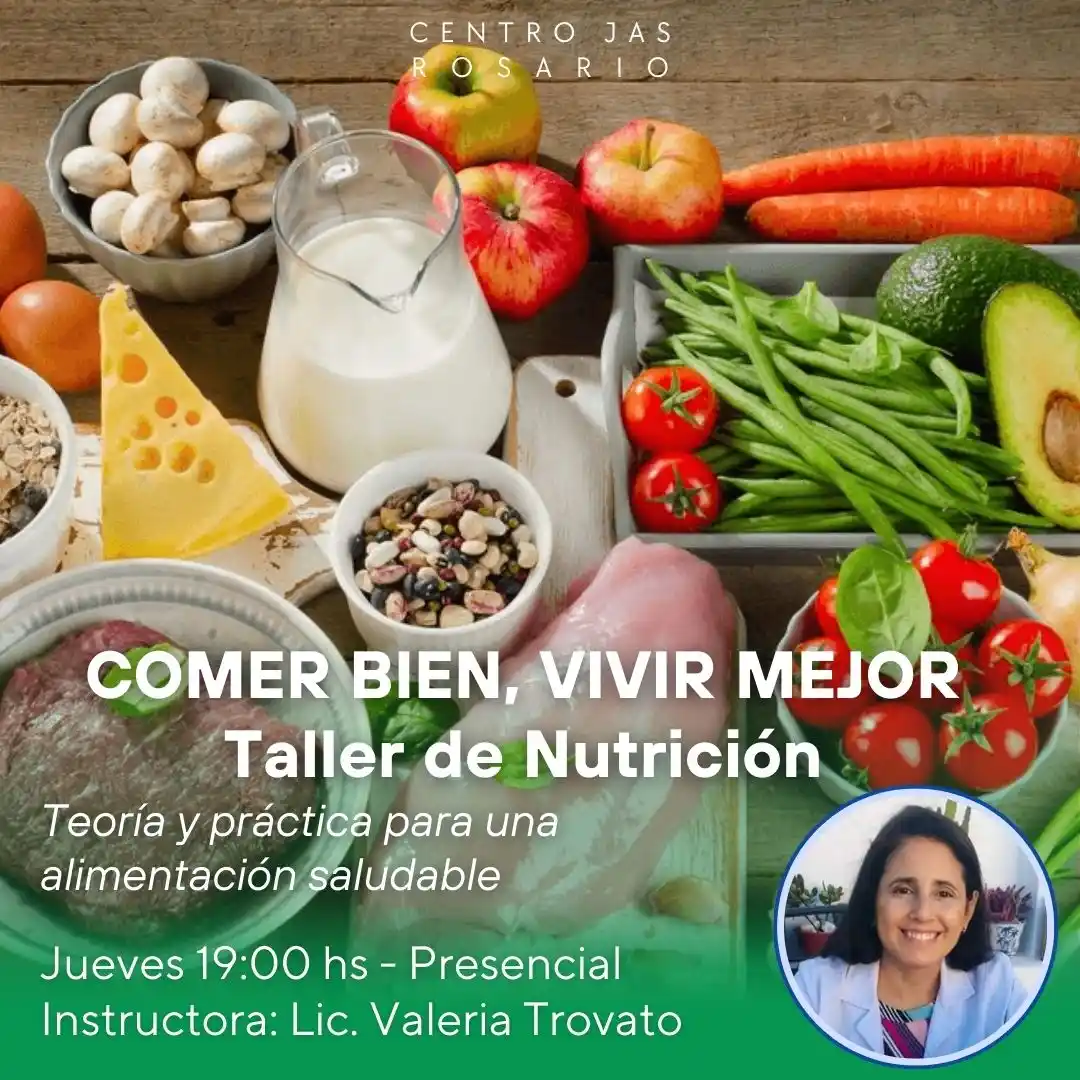 CENTRO JAS
ROSARIO
COMER BIEN, VIVIR MEJOR
Taller de Nutrición
Teoría y práctica para una
alimentación saludable
Jueves 19:00 hs - Presencial
Instructora: Lic. Valeria Trovato